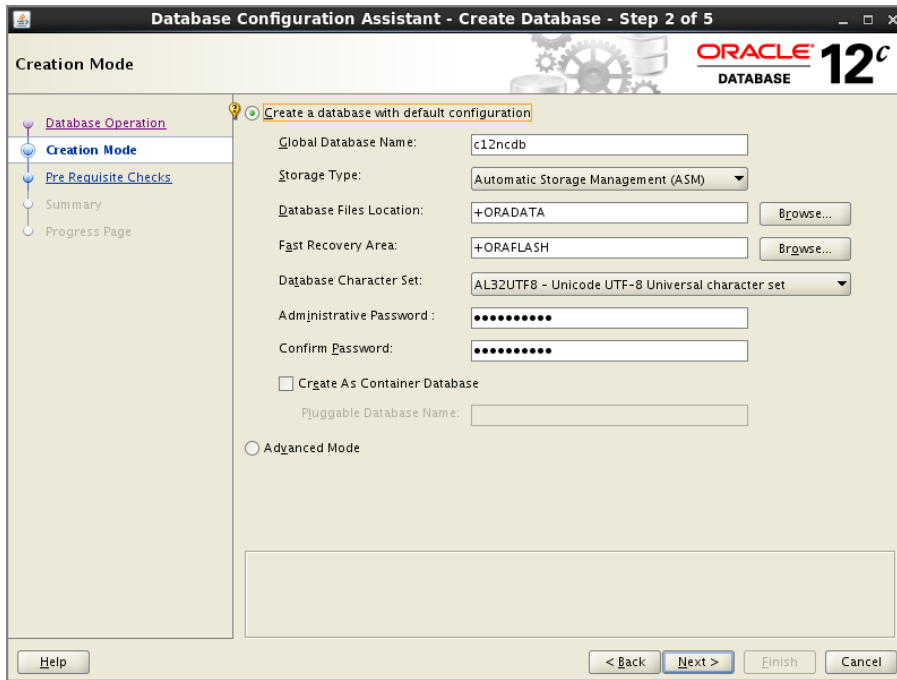 Database Configuration Assistant - Create Database - Step 2 of 5
Creation Mode
ORACLE
DATABASE
12c
Database Operation
Creation Mode
Pre Requisite Checks
Summary
Progress Page
Create a database with default configuration
Global Database Name: c12ncdb
Storage Type: Automatic Storage Management (ASM)
Database Files Location: +ORADATA Browse...
Fast Recovery Area: +ORAFLASH Browse...
Database Character Set: AL32UTF8 - Unicode UTF-8 Universal character set
Administrative Password : ●●●●●●●●●●
Confirm Password: ●●●●●●●●●●
Create As Container Database
Pluggable Database Name:
Advanced Mode
Help < Back Next > Finish Cancel